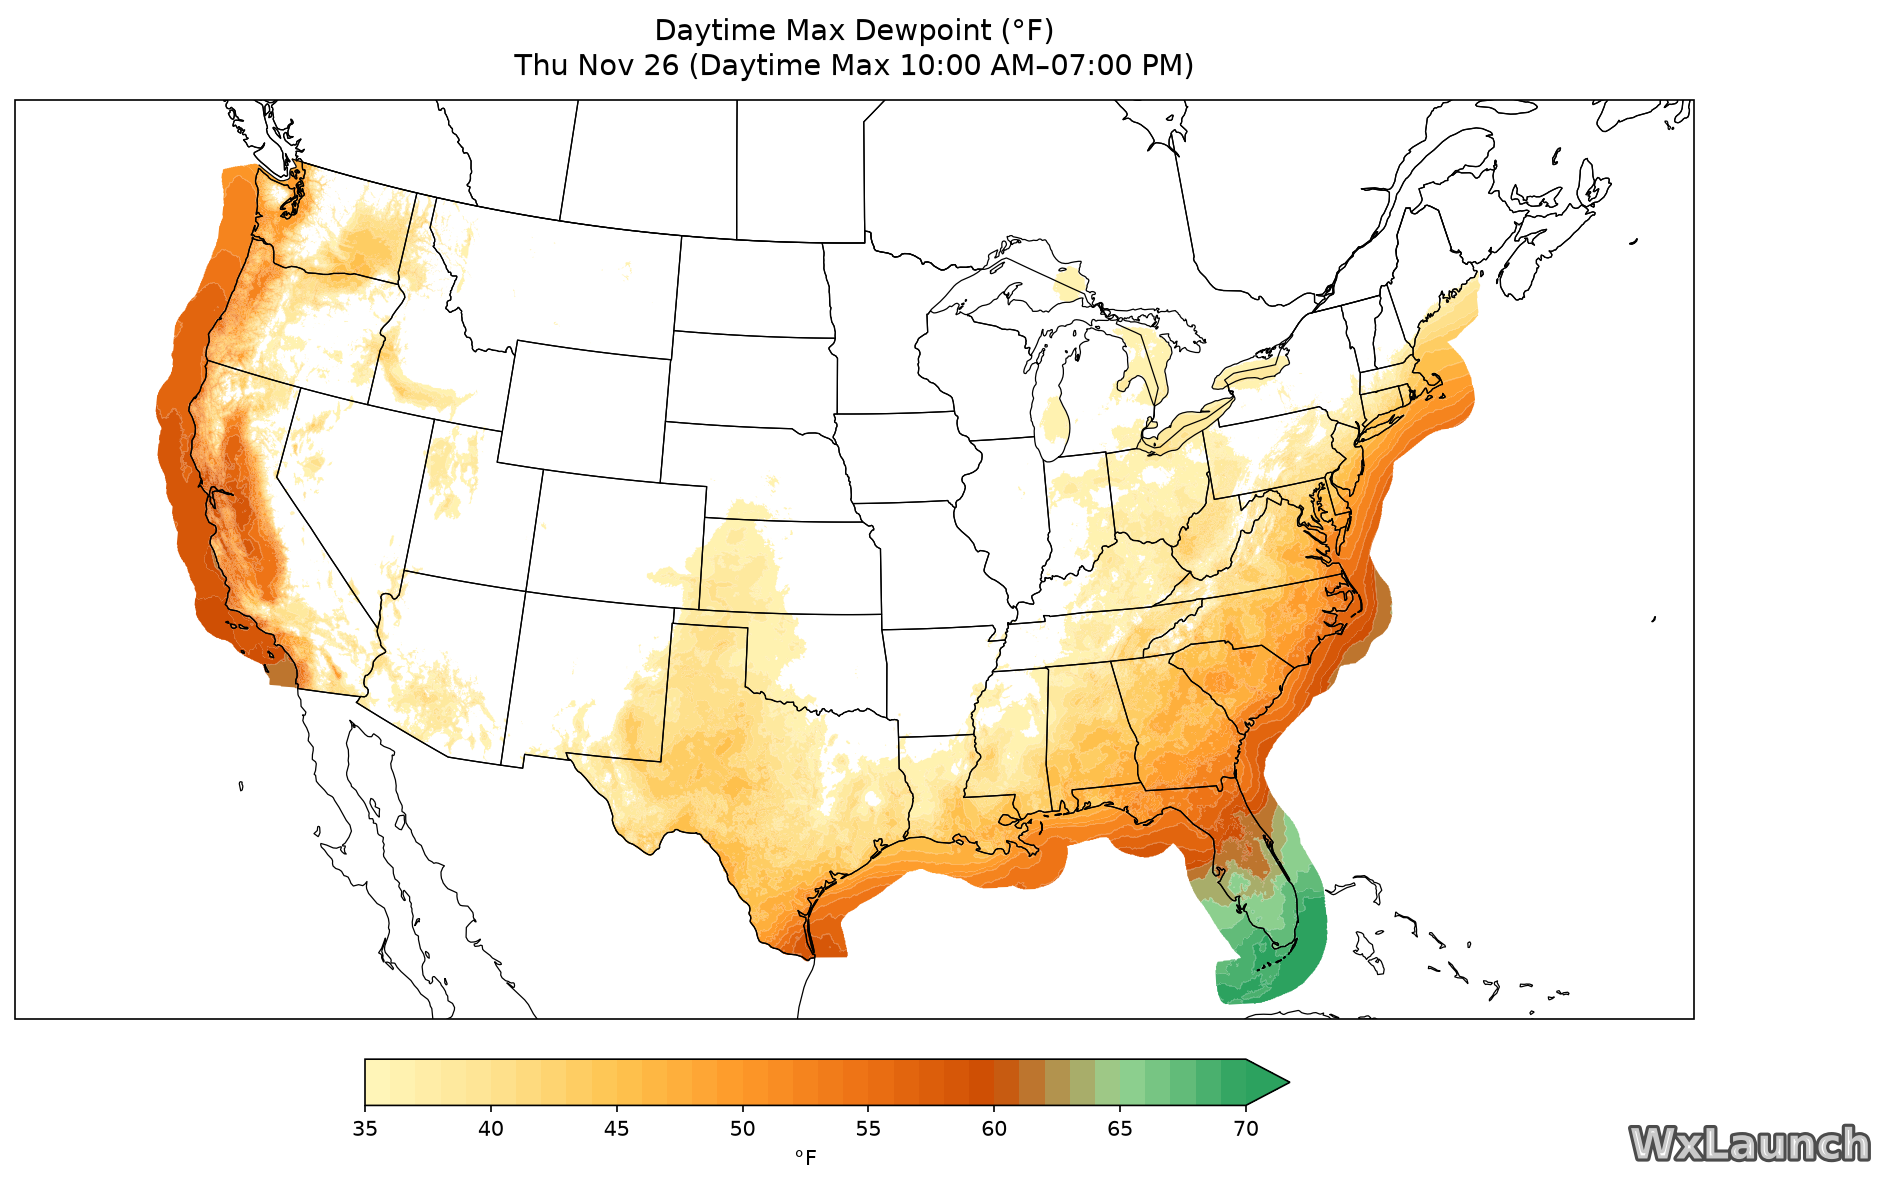 Daytime Max Dewpoint (°F)
Thu Nov 26 (Daytime Max 10:00 AM–07:00 PM)
35 40 45 50 55 60 65 70
°F
WxLaunch